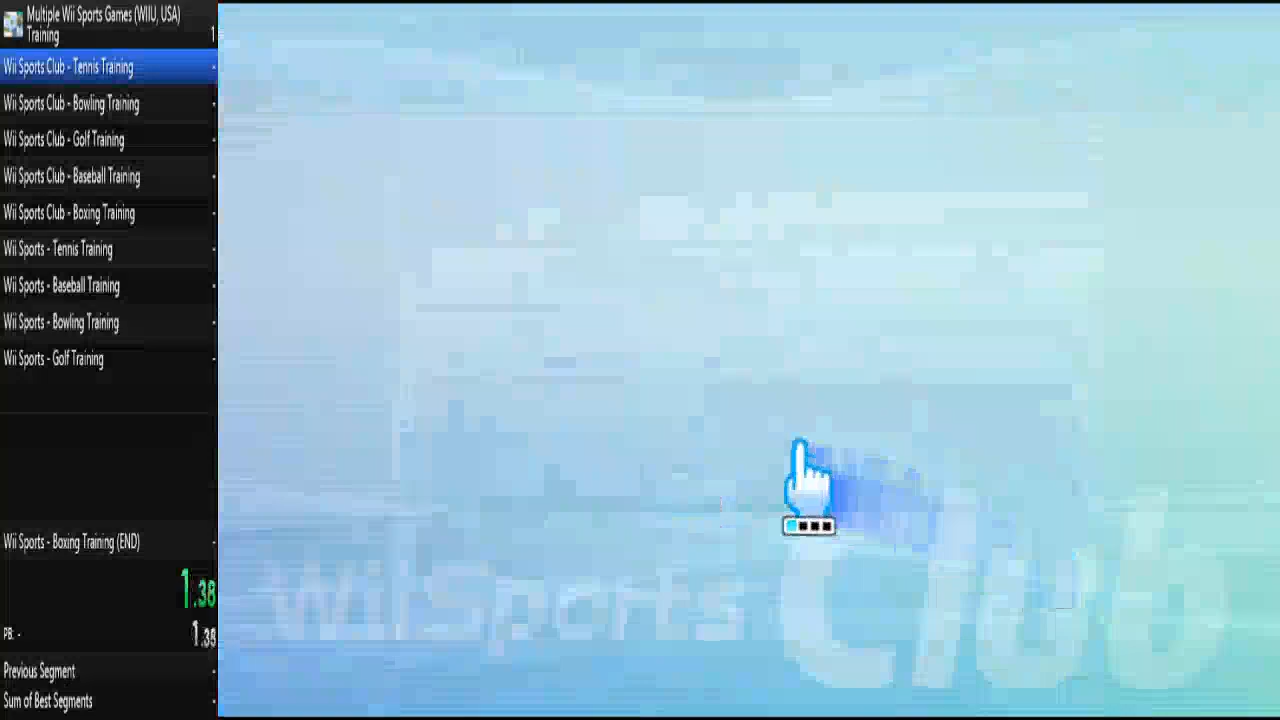 Multiple Wii Sports Games (WIIU, USA)
Training
1
Wii Sports Club - Tennis Training -
Wii Sports Club - Bowling Training -
Wii Sports Club - Golf Training -
Wii Sports Club - Baseball Training -
Wii Sports Club - Boxing Training -
Wii Sports - Tennis Training -
Wii Sports - Baseball Training -
Wii Sports - Bowling Training -
Wii Sports - Golf Training -
Wii Sports - Boxing Training (END) -
1.38
PB: - 1.38
Previous Segment -
Sum of Best Segments -
Wii Sports Club